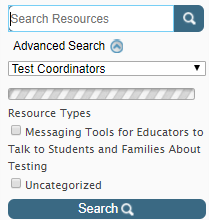 Search Resources
Advanced Search
Test Coordinators
Resource Types
Messaging Tools for Educators to
Talk to Students and Families About
Testing
Uncategorized
Search